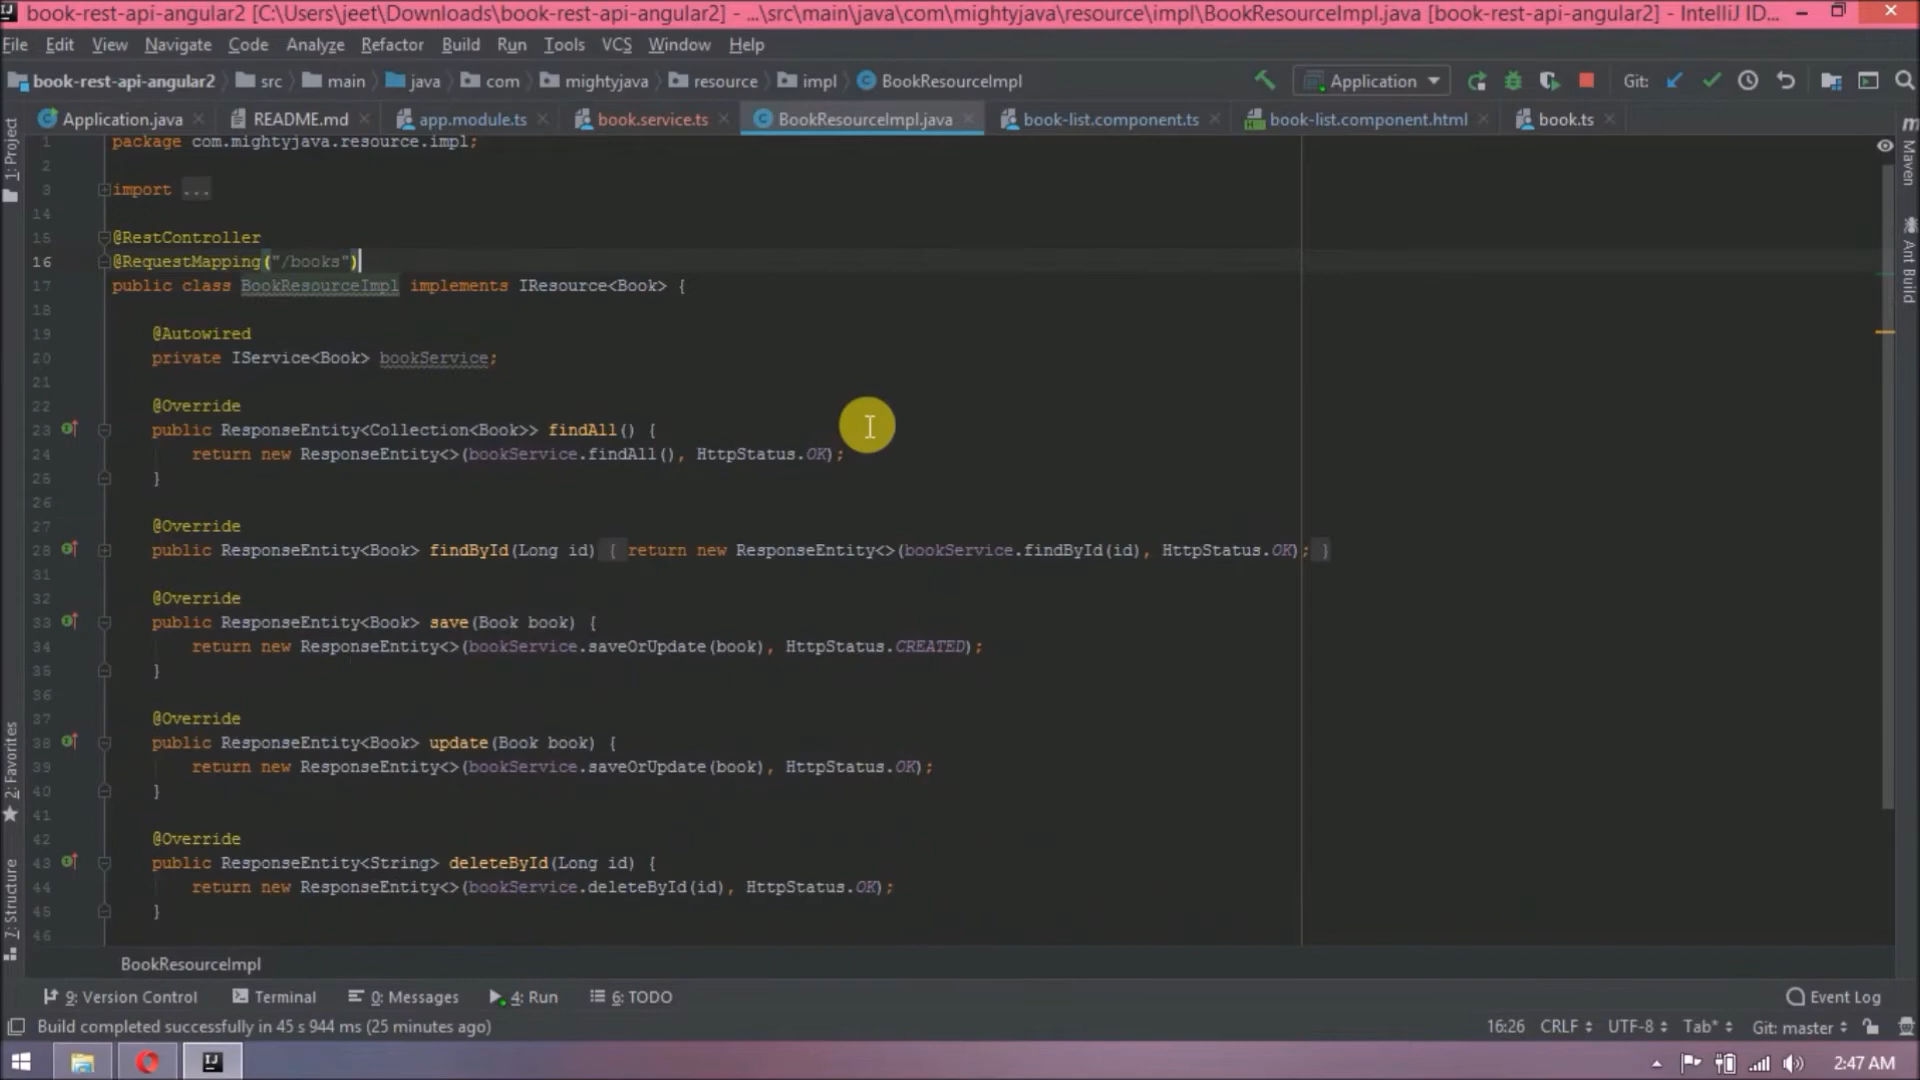 book-rest-api-angular2 [C:\Users\jeet\Downloads\book-rest-api-angular2] - ...\src\main\java\com\mightyjava\resource\impl\BookResourceImpl.java [book-rest-api-angular2] - IntelliJ ID...
File Edit View Navigate Code Analyze Refactor Build Run Tools VCS Window Help
book-rest-api-angular2 src main java com mightyjava resource impl BookResourceImpl Application Git:
Application.java README.md app.module.ts book.service.ts BookResourceImpl.java book-list.component.ts book-list.component.html book.ts
1 package com.mightyjava.resource.impl;
2
3 import ...
14
15 @RestController
16 @RequestMapping("/books")
17 public class BookResourceImpl implements IResource<Book> {
18
19 @Autowired
20 private IService<Book> bookService;
21
22 @Override
23 public ResponseEntity<Collection<Book>> findAll() {
24 return new ResponseEntity<>(bookService.findAll(), HttpStatus.OK);
25 }
26
27 @Override
28 public ResponseEntity<Book> findById(Long id) { return new ResponseEntity<>(bookService.findById(id), HttpStatus.OK); }
31
32 @Override
33 public ResponseEntity<Book> save(Book book) {
34 return new ResponseEntity<>(bookService.saveOrUpdate(book), HttpStatus.CREATED);
35 }
36
37 @Override
38 public ResponseEntity<Book> update(Book book) {
39 return new ResponseEntity<>(bookService.saveOrUpdate(book), HttpStatus.OK);
40 }
41
42 @Override
43 public ResponseEntity<String> deleteById(Long id) {
44 return new ResponseEntity<>(bookService.deleteById(id), HttpStatus.OK);
45 }
46
1: Project
2: Favorites
7: Structure
Maven
Ant Build
BookResourceImpl
9: Version Control Terminal 0: Messages 4: Run 6: TODO Event Log
Build completed successfully in 45 s 944 ms (25 minutes ago) 16:26 CRLF UTF-8 Tab* Git: master
2:47 AM